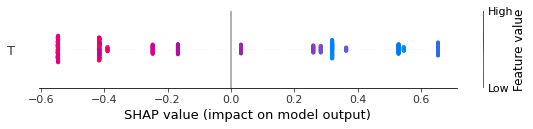 High
T
Feature value
Low
−0.6 −0.4 −0.2 0.0 0.2 0.4 0.6
SHAP value (impact on model output)